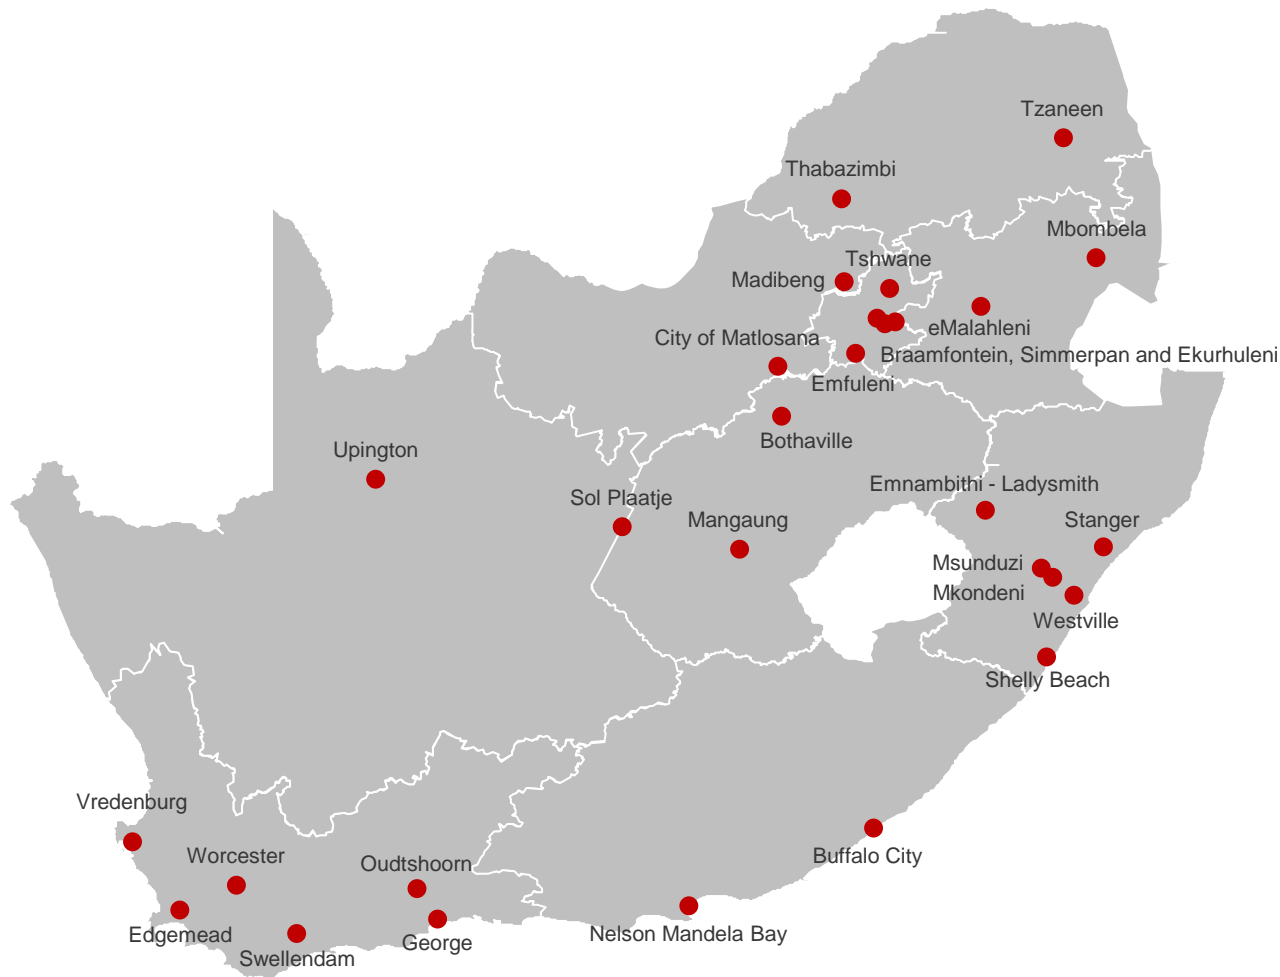 Tzaneen
Thabazimbi
Mbombela
Tshwane
Madibeng
eMalahleni
City of Matlosana
Braamfontein, Simmerpan and Ekurhuleni
Emfuleni
Bothaville
Upington
Emnambithi - Ladysmith
Sol Plaatje
Mangaung
Stanger
Msunduzi
Mkondeni
Westville
Shelly Beach
Vredenburg
Worcester
Oudtshoorn
Buffalo City
Edgemead
George
Nelson Mandela Bay
Swellendam